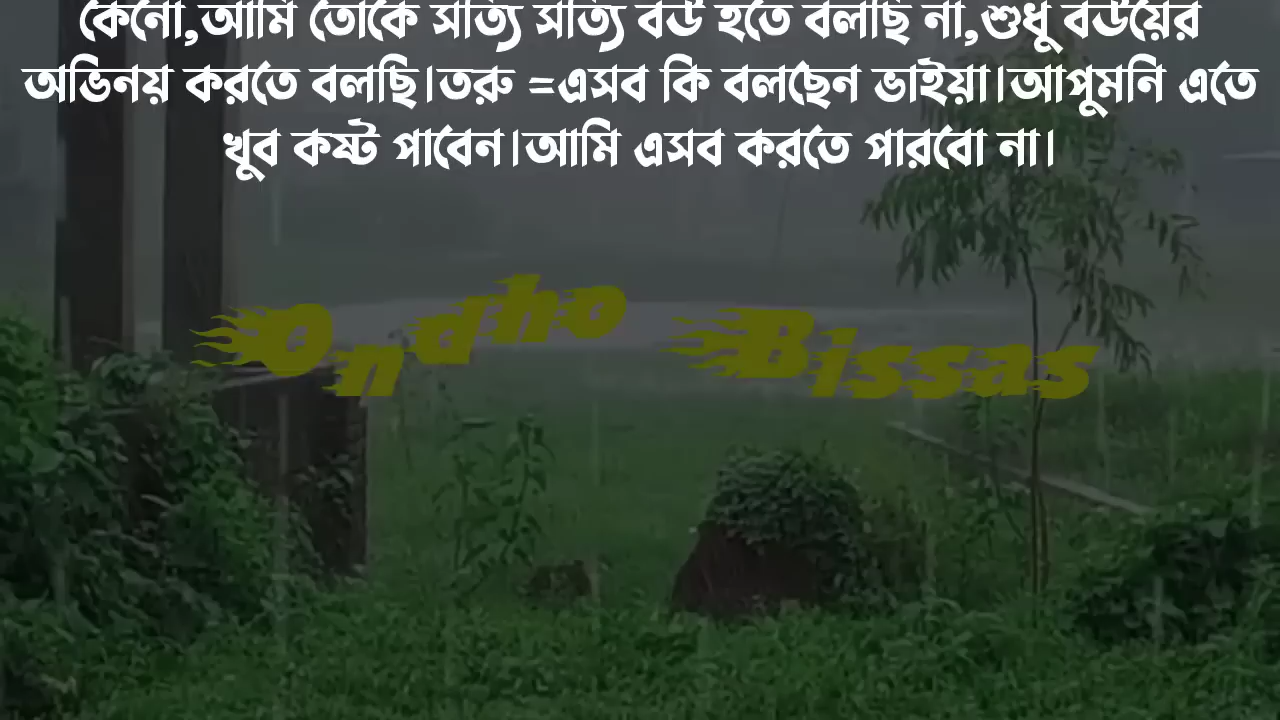 কেনো,আমি তোকে সত্যি সত্যি বউ হতে বলছি না,শুধু বউয়ের
অভিনয় করতে বলছি।তরু =এসব কি বলছেন ভাইয়া।আপুমনি এতে
খুব কষ্ট পাবেন।আমি এসব করতে পারবো না।
Ondho Bissas